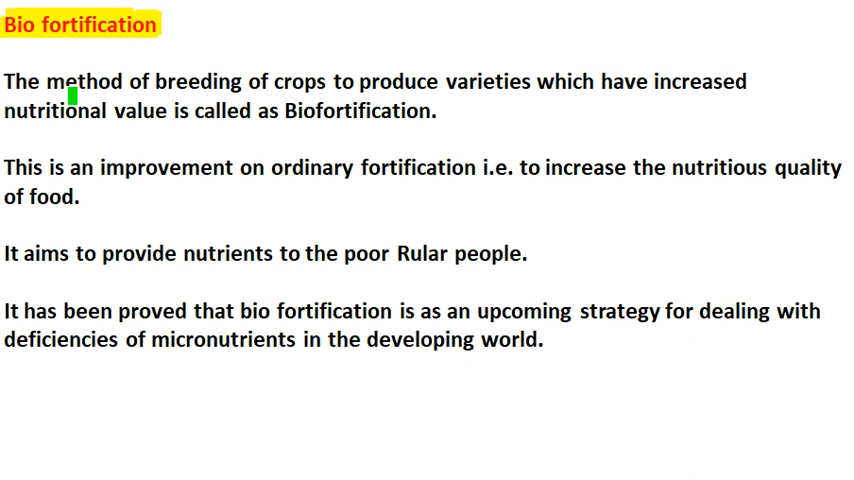 Bio fortification
The method of breeding of crops to produce varieties which have increased
nutritional value is called as Biofortification.
This is an improvement on ordinary fortification i.e. to increase the nutritious quality
of food.
It aims to provide nutrients to the poor Rular people.
It has been proved that bio fortification is as an upcoming strategy for dealing with
deficiencies of micronutrients in the developing world.